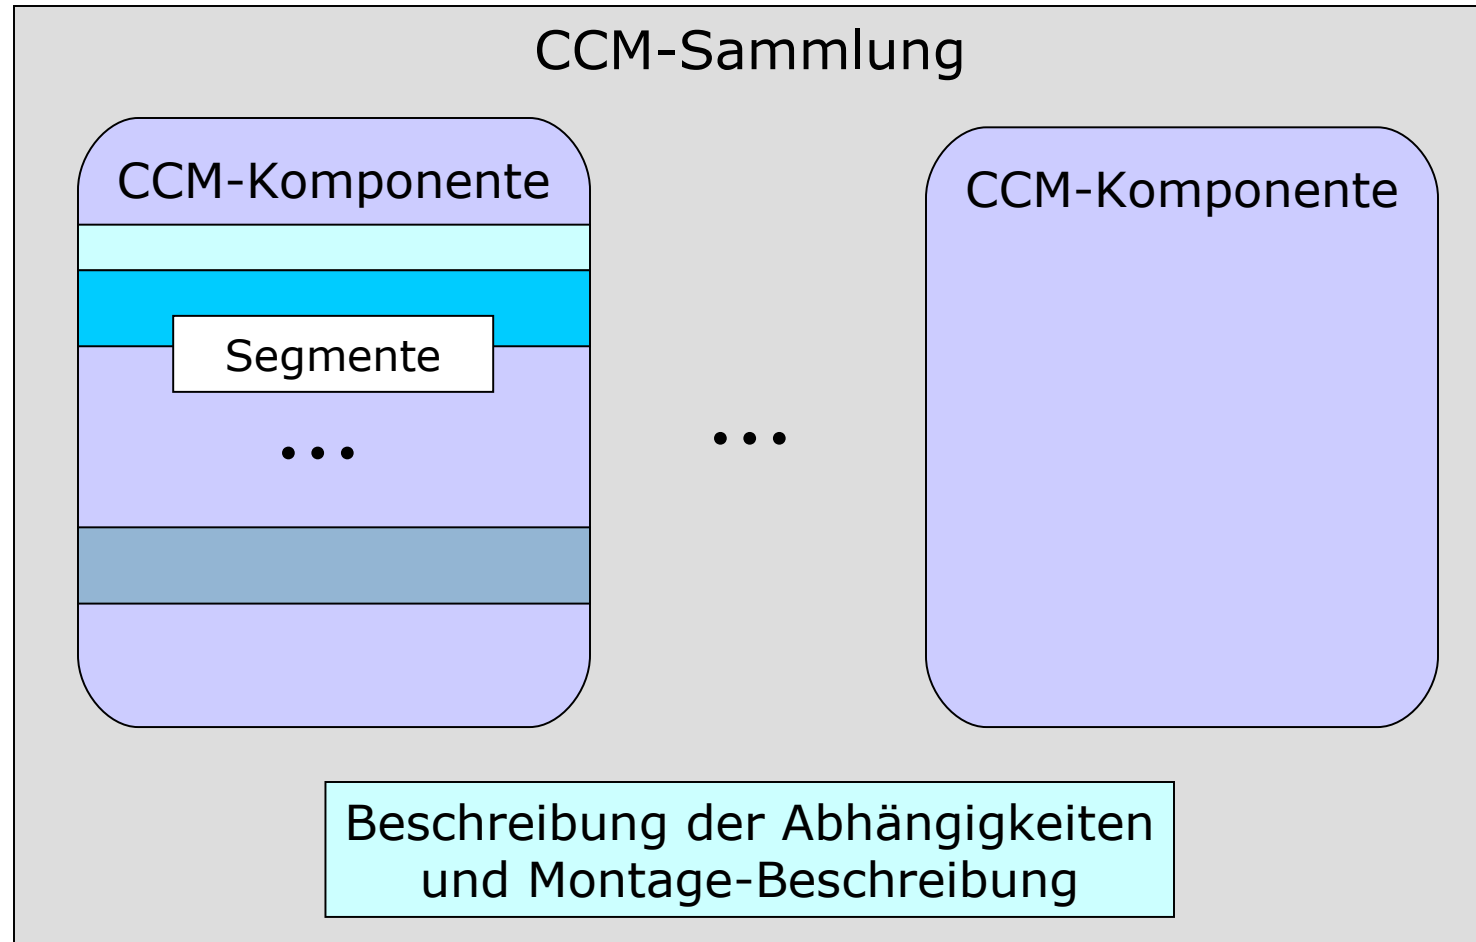 CCM-Sammlung
CCM-Komponente
Segmente
...
...
CCM-Komponente
Beschreibung der Abhängigkeiten
und Montage-Beschreibung